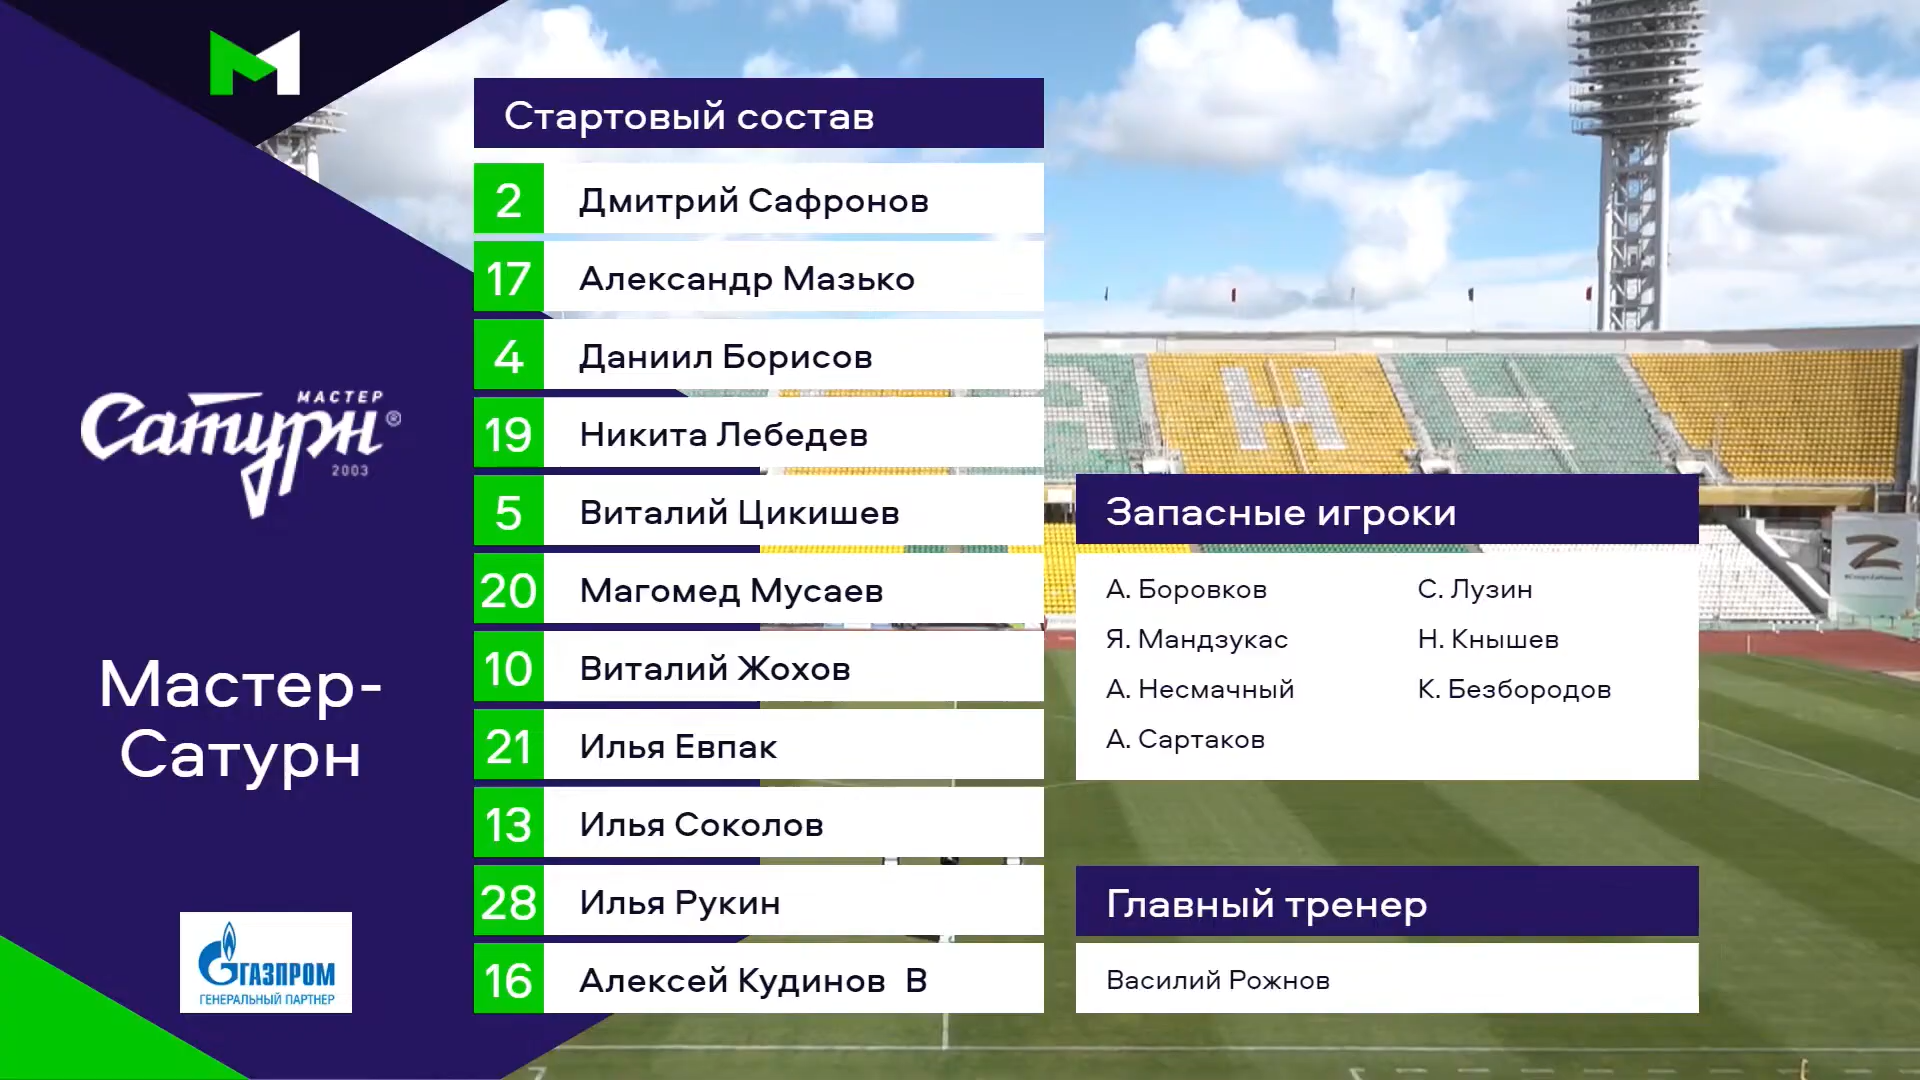 МАСТЕР
Сатурн®
2003
Мастер-
Сатурн
ГАЗПРОМ
ГЕНЕРАЛЬНЫЙ ПАРТНЕР
Стартовый состав
2 Дмитрий Сафронов
17 Александр Мазько
4 Даниил Борисов
19 Никита Лебедев
5 Виталий Цикишев
20 Магомед Мусаев
10 Виталий Жохов
21 Илья Евпак
13 Илья Соколов
28 Илья Рукин
16 Алексей Кудинов В
Запасные игроки
А. Боровков
Я. Мандзукас
А. Несмачный
А. Сартаков
С. Лузин
Н. Кнышев
К. Безбородов
Главный тренер
Василий Рожнов